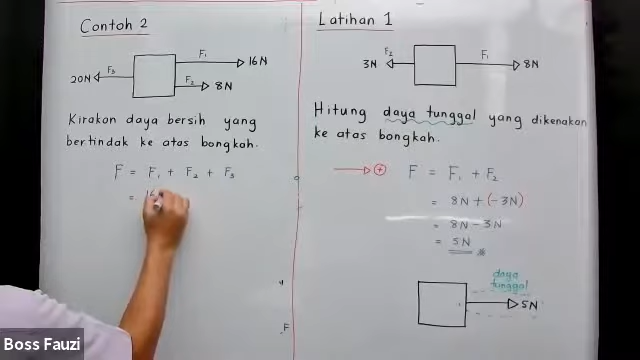 Contoh 2
F₁
16N
F₃
20N
F₂
8N
Kirakan daya bersih yang
bertindak ke atas bongkah.
F = F₁ + F₂ + F₃
=
Latihan 1
F₂
3N
F₁
8N
Hitung daya tunggal yang dikenakan
ke atas bongkah.
+ F = F₁ + F₂
= 8N + (-3N)
= 8N - 3N
= 5N
daya
tunggal
5N
F
Boss Fauzi